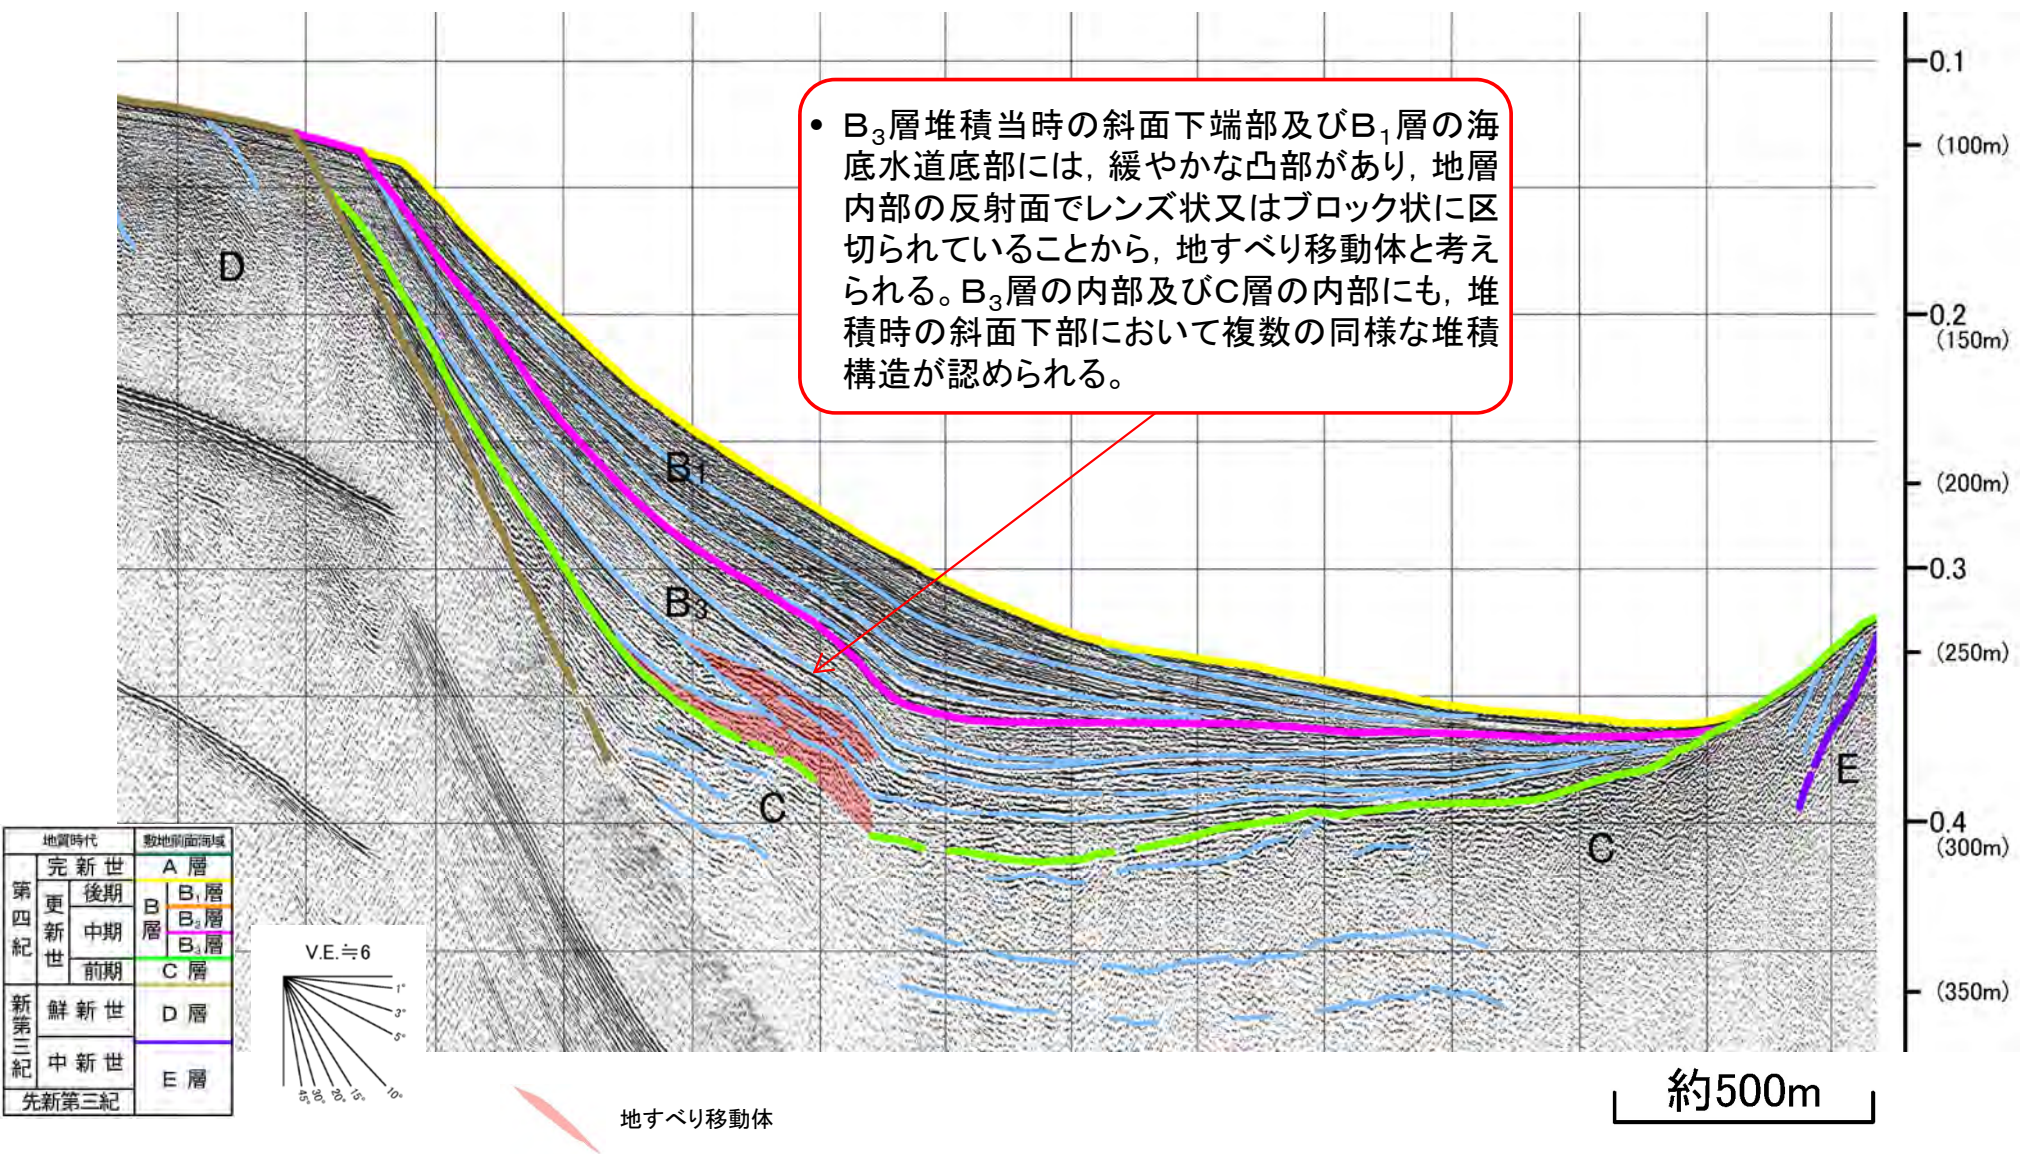 0.1
(100m)
0.2
(150m)
(200m)
0.3
(250m)
0.4
(300m)
(350m)
• B₃層堆積当時の斜面下端部及びB₁層の海
底水道底部には，緩やかな凸部があり，地層
内部の反射面でレンズ状又はブロック状に区
切られていることから，地すべり移動体と考え
られる。B₃層の内部及びC層の内部にも，堆
積時の斜面下部において複数の同様な堆積
構造が認められる。
D
B₁
B₃
C
C
E
地質時代 敷地前面海域
第四紀 完新世 A層
更新世 後期 B層 B₁層
中期 B₂層
B₃層
前期 C層
新第三紀 鮮新世 D層
中新世 E層
先新第三紀
V.E.≒6
1°
3°
5°
10°
15°
20°
30°
45°
地すべり移動体
約500m